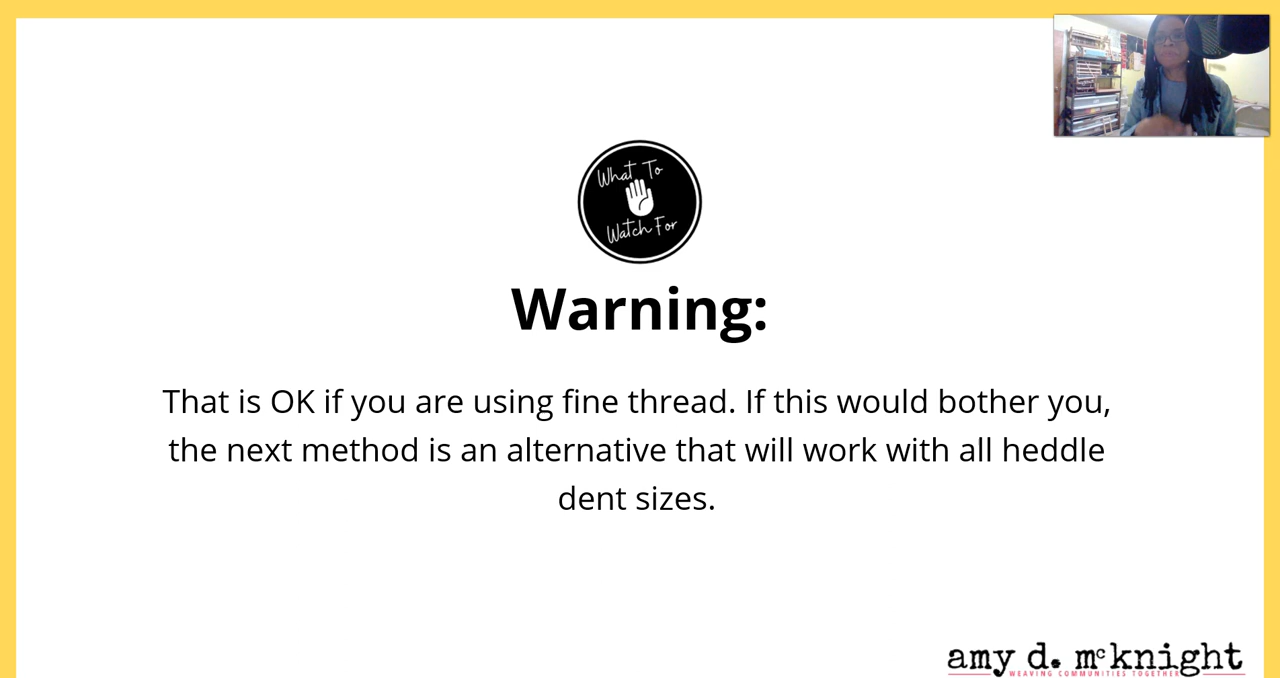 What To
Watch For
Warning:
That is OK if you are using fine thread. If this would bother you,
the next method is an alternative that will work with all heddle
dent sizes.
amy d. mcknight
WEAVING COMMUNITIES TOGETHER